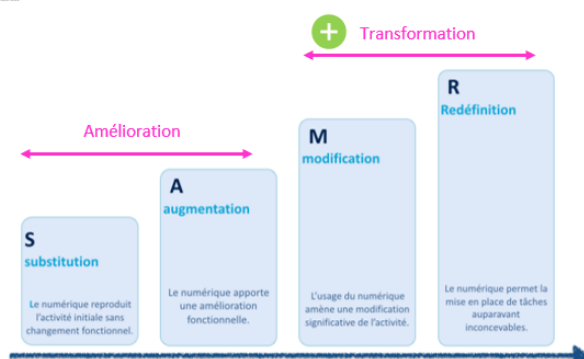 + Transformation
Amélioration
S
substitution
Le numérique reproduit
l'activité initiale sans
changement fonctionnel.
A
augmentation
Le numérique apporte
une amélioration
fonctionnelle.
M
modification
L'usage du numérique
amène une modification
significative de l'activité.
R
Redéfinition
Le numérique permet la
mise en place de tâches
auparavant
inconcevables.